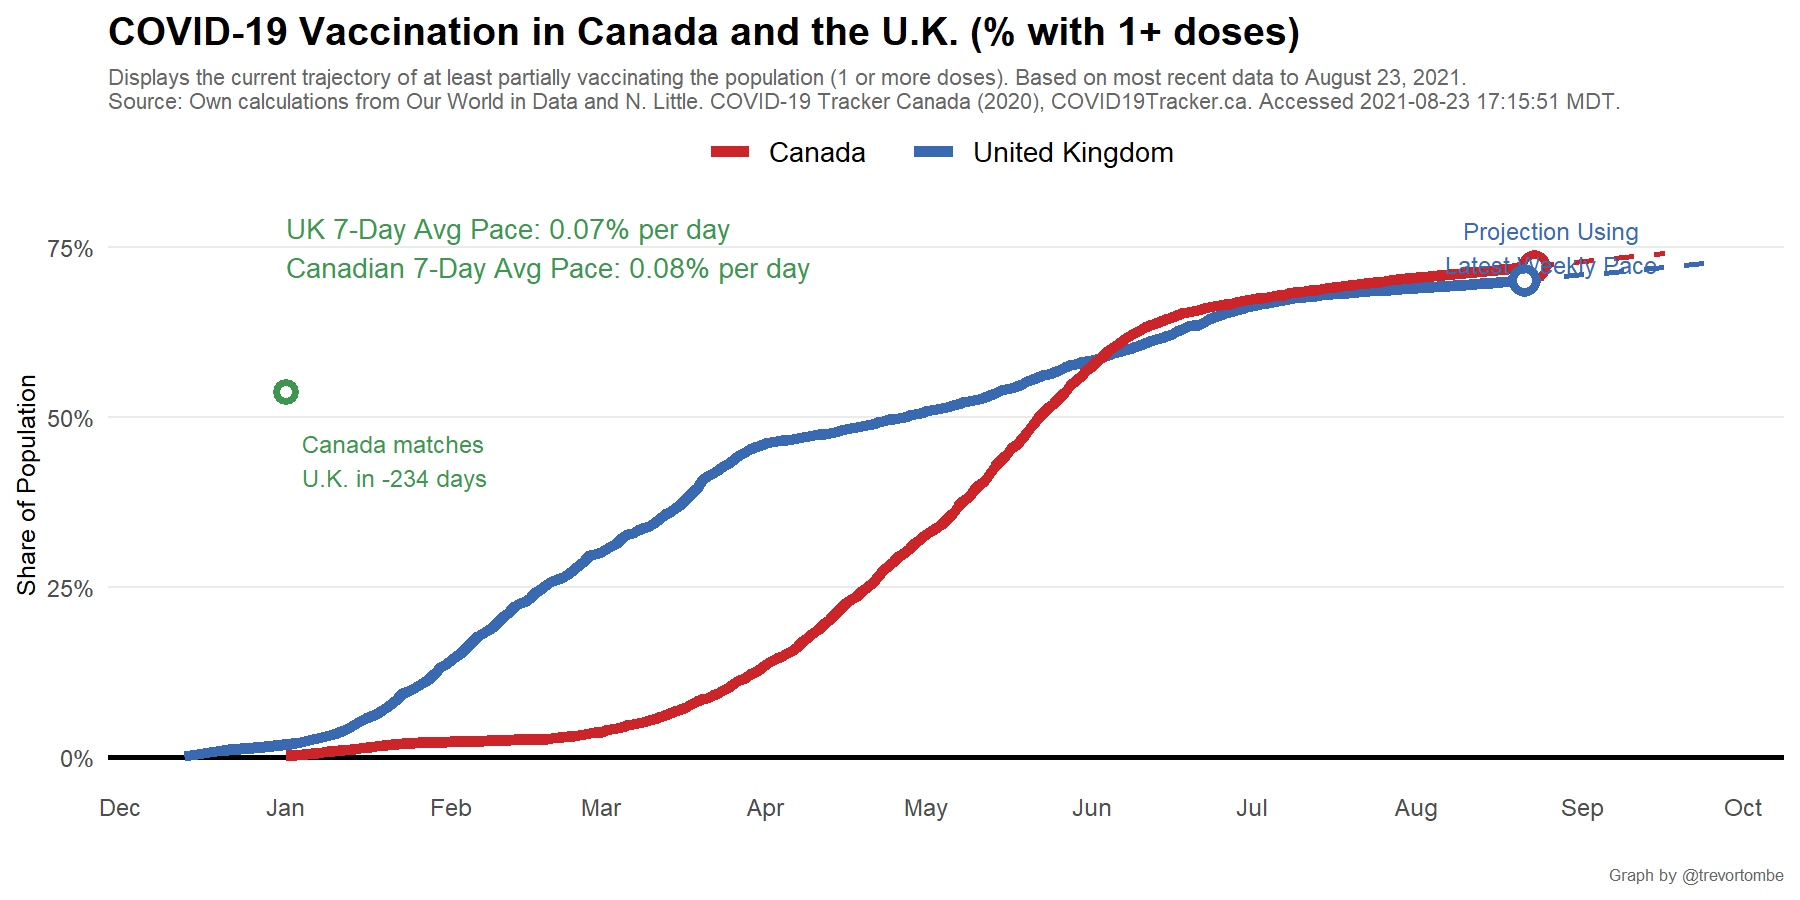 COVID-19 Vaccination in Canada and the U.K. (% with 1+ doses)
Displays the current trajectory of at least partially vaccinating the population (1 or more doses). Based on most recent data to August 23, 2021.
Source: Own calculations from Our World in Data and N. Little. COVID-19 Tracker Canada (2020), COVID19Tracker.ca. Accessed 2021-08-23 17:15:51 MDT.
Canada
United Kingdom
UK 7-Day Avg Pace: 0.07% per day
Canadian 7-Day Avg Pace: 0.08% per day
Projection Using
Latest Weekly Pace
Canada matches
U.K. in -234 days
Share of Population
75%
50%
25%
0%
Dec Jan Feb Mar Apr May Jun Jul Aug Sep Oct
Graph by @trevortombe